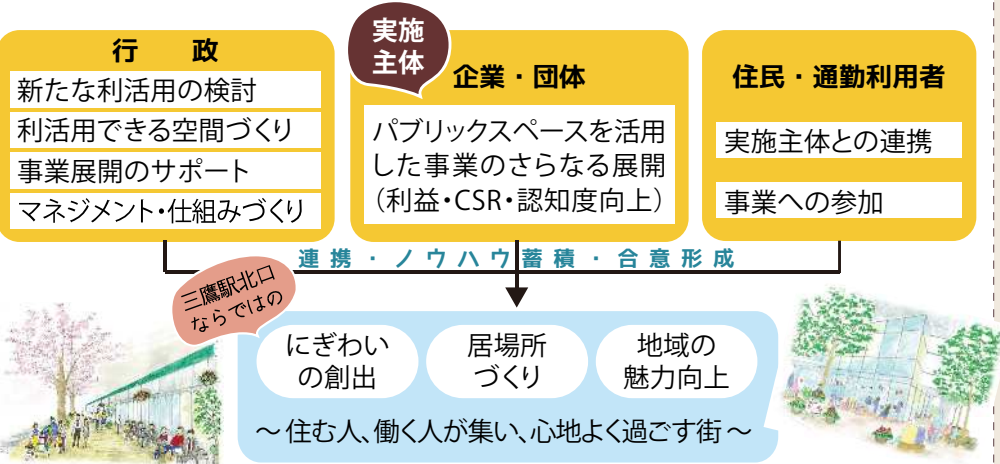 行　政
新たな利活用の検討
利活用できる空間づくり
事業展開のサポート
マネジメント・仕組みづくり
実施
主体
企業・団体
パブリックスペースを活用
した事業のさらなる展開
（利益・CSR・認知度向上）
住民・通勤利用者
実施主体との連携
事業への参加
連携・ノウハウ蓄積・合意形成
三鷹駅北口
ならではの
にぎわい
の創出
居場所
づくり
地域の
魅力向上
～住む人、働く人が集い、心地よく過ごす街～